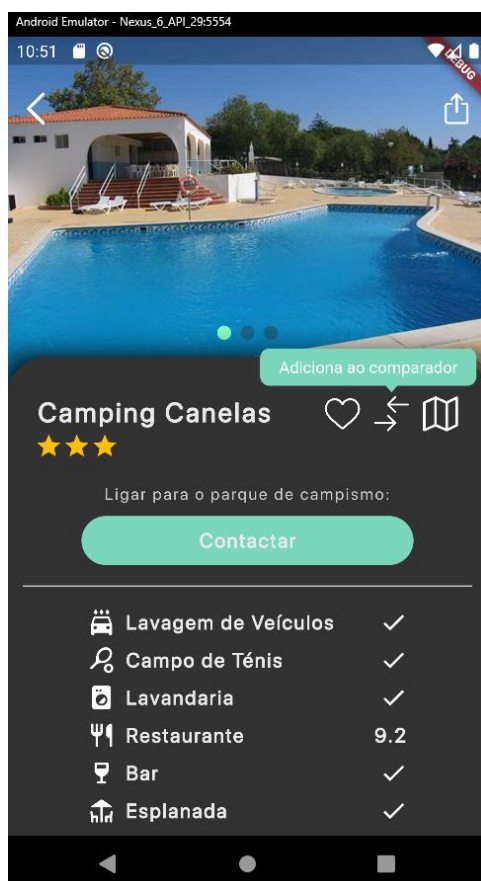 Android Emulator - Nexus_6_API_29:5554
10:51
DEBUG
Adiciona ao comparador
Camping Canelas
Ligar para o parque de campismo:
Contactar
Lavagem de Veículos
Campo de Ténis
Lavandaria
Restaurante 9.2
Bar
Esplanada